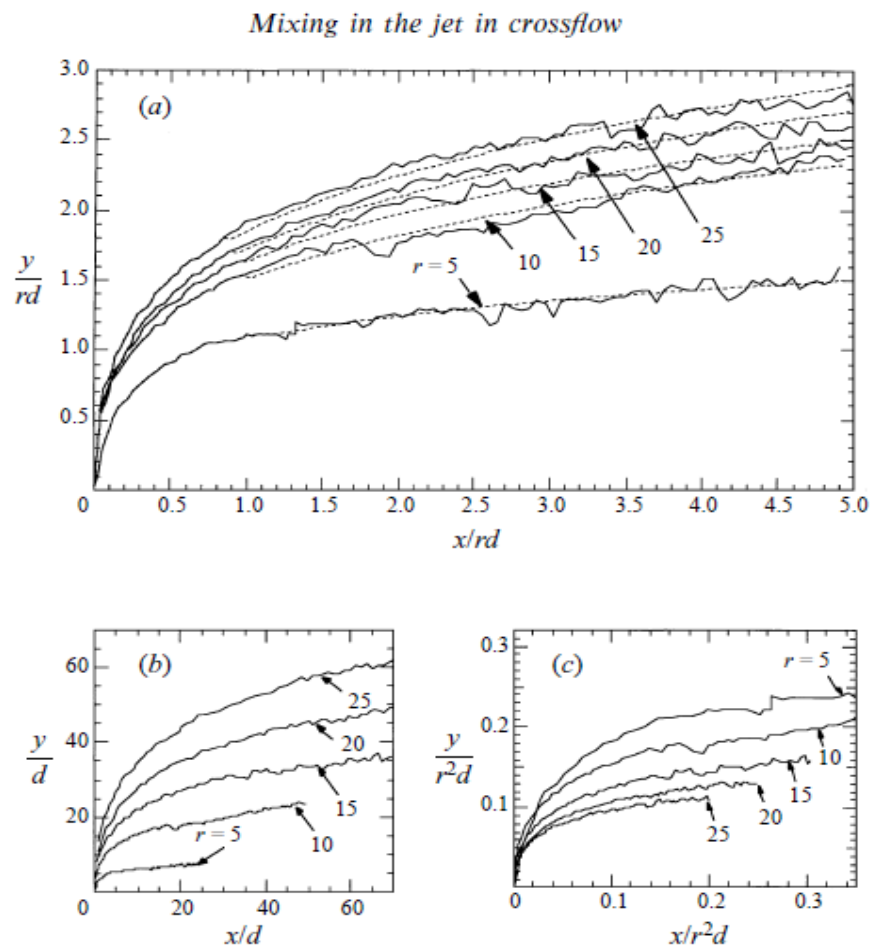 Mixing in the jet in crossflow
(a)
3.0
2.5
2.0
1.5
1.0
0.5
y
rd
r = 5
10
15
20
25
0
0.5
1.0
1.5
2.0
2.5
3.0
3.5
4.0
4.5
5.0
x/rd
(b)
60
40
20
y
d
25
20
15
10
r = 5
0
20
40
60
x/d
(c)
0.3
0.2
0.1
y
r²d
r = 5
10
15
20
25
0
0.1
0.2
0.3
x/r²d